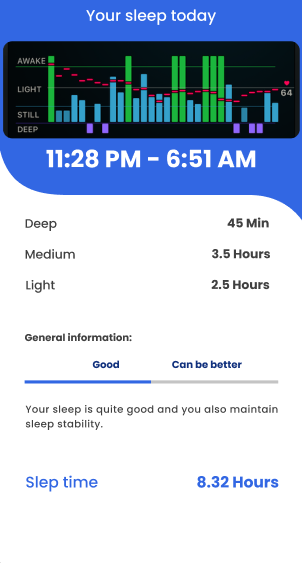 Your sleep today
AWAKE
LIGHT
♥
64
STILL
DEEP
11:28 PM - 6:51 AM
Deep 45 Min
Medium 3.5 Hours
Light 2.5 Hours
General information:
Good Can be better
Your sleep is quite good and you also maintain
sleep stability.
Slep time 8.32 Hours